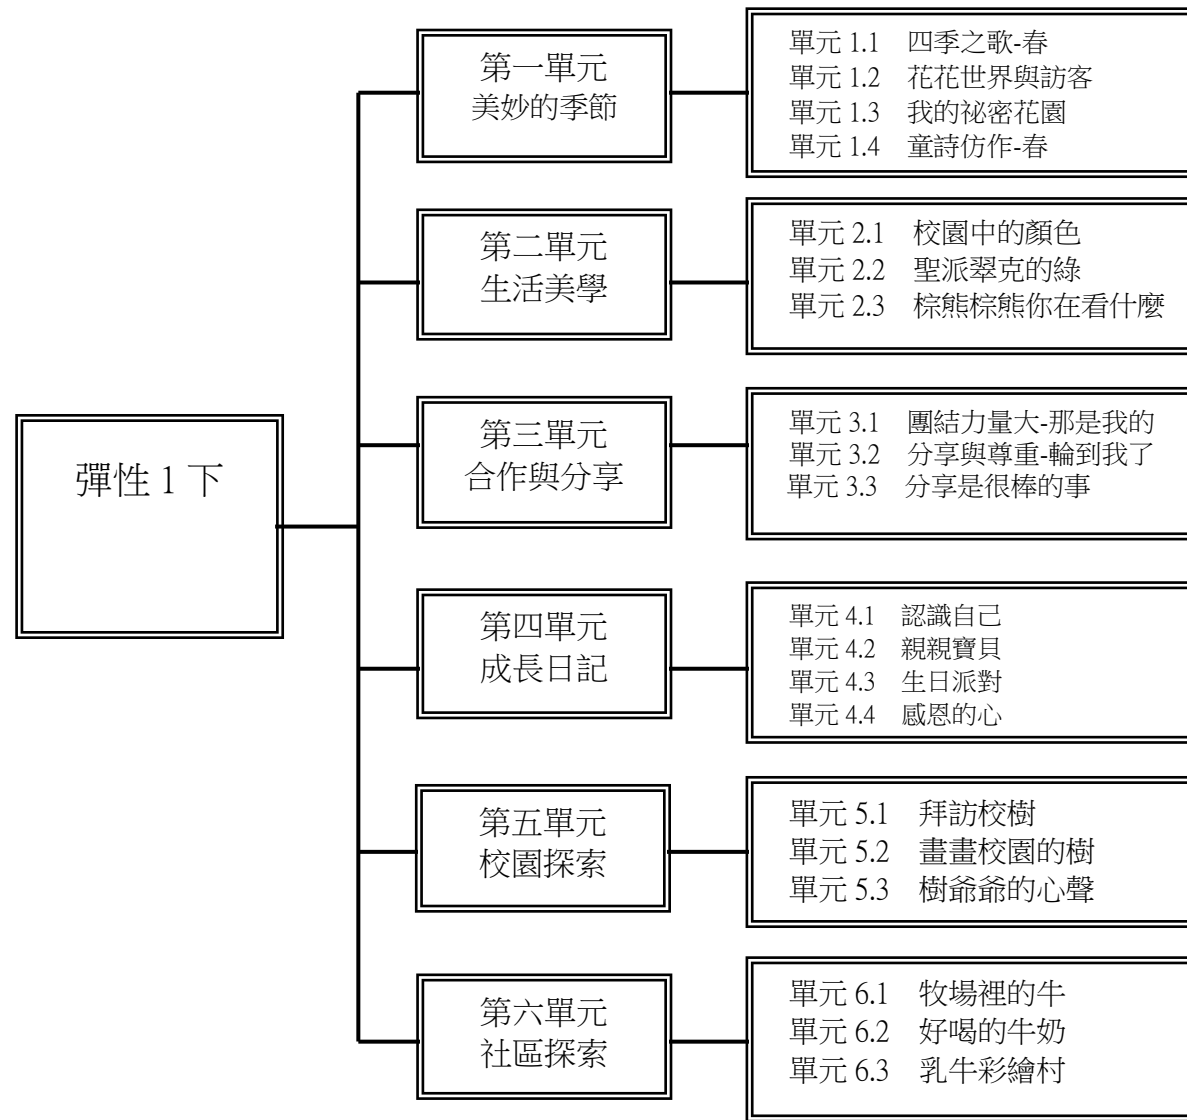 彈性 1 下
第一單元
美妙的季節
單元 1.1 四季之歌-春
單元 1.2 花花世界與訪客
單元 1.3 我的祕密花園
單元 1.4 童詩仿作-春
第二單元
生活美學
單元 2.1 校園中的顏色
單元 2.2 聖派翠克的綠
單元 2.3 棕熊棕熊你在看什麼
第三單元
合作與分享
單元 3.1 團結力量大-那是我的
單元 3.2 分享與尊重-輪到我了
單元 3.3 分享是很棒的事
第四單元
成長日記
單元 4.1 認識自己
單元 4.2 親親寶貝
單元 4.3 生日派對
單元 4.4 感恩的心
第五單元
校園探索
單元 5.1 拜訪校樹
單元 5.2 畫畫校園的樹
單元 5.3 樹爺爺的心聲
第六單元
社區探索
單元 6.1 牧場裡的牛
單元 6.2 好喝的牛奶
單元 6.3 乳牛彩繪村